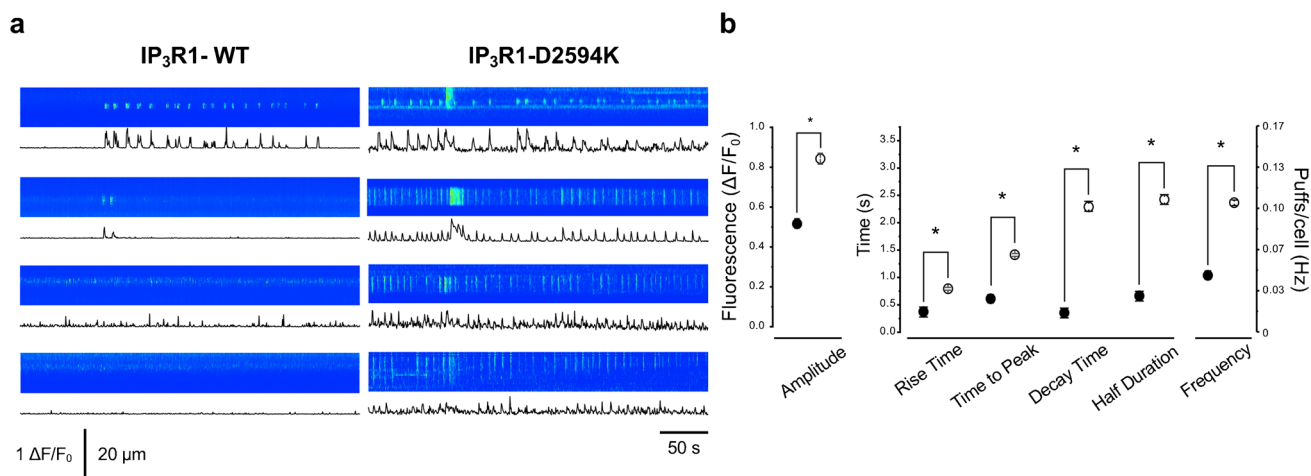 a
IP₃R1- WT
IP₃R1-D2594K
1 ΔF/F₀
20 µm
50 s
b
Fluorescence (ΔF/F₀)
1.0
0.8
0.6
0.4
0.2
0.0
*
Amplitude
Time (s)
3.5
3.0
2.5
2.0
1.5
1.0
0.5
0.0
*
*
*
*
*
Rise Time
Time to Peak
Decay Time
Half Duration
Frequency
0.17
0.13
0.10
0.07
0.03
0
Puffs/cell (Hz)